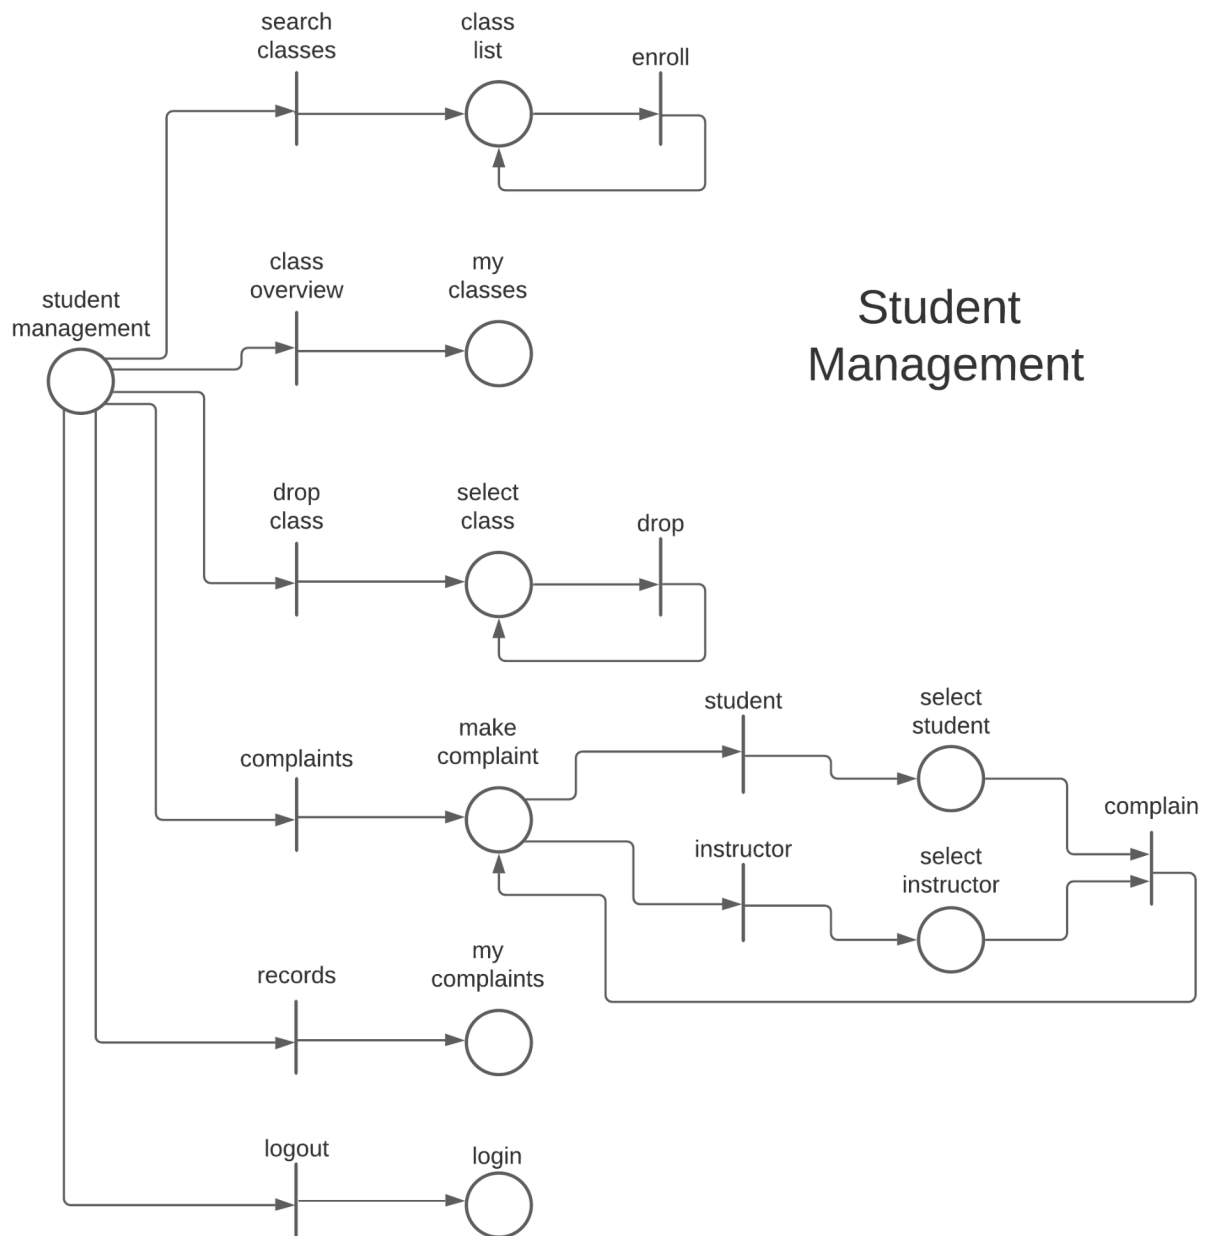 search
classes
class
list
enroll
class
overview
my
classes
student
management
Student
Management
drop
class
select
class
drop
student
select
student
make
complaint
complaints
complain
instructor
select
instructor
my
complaints
records
logout
login